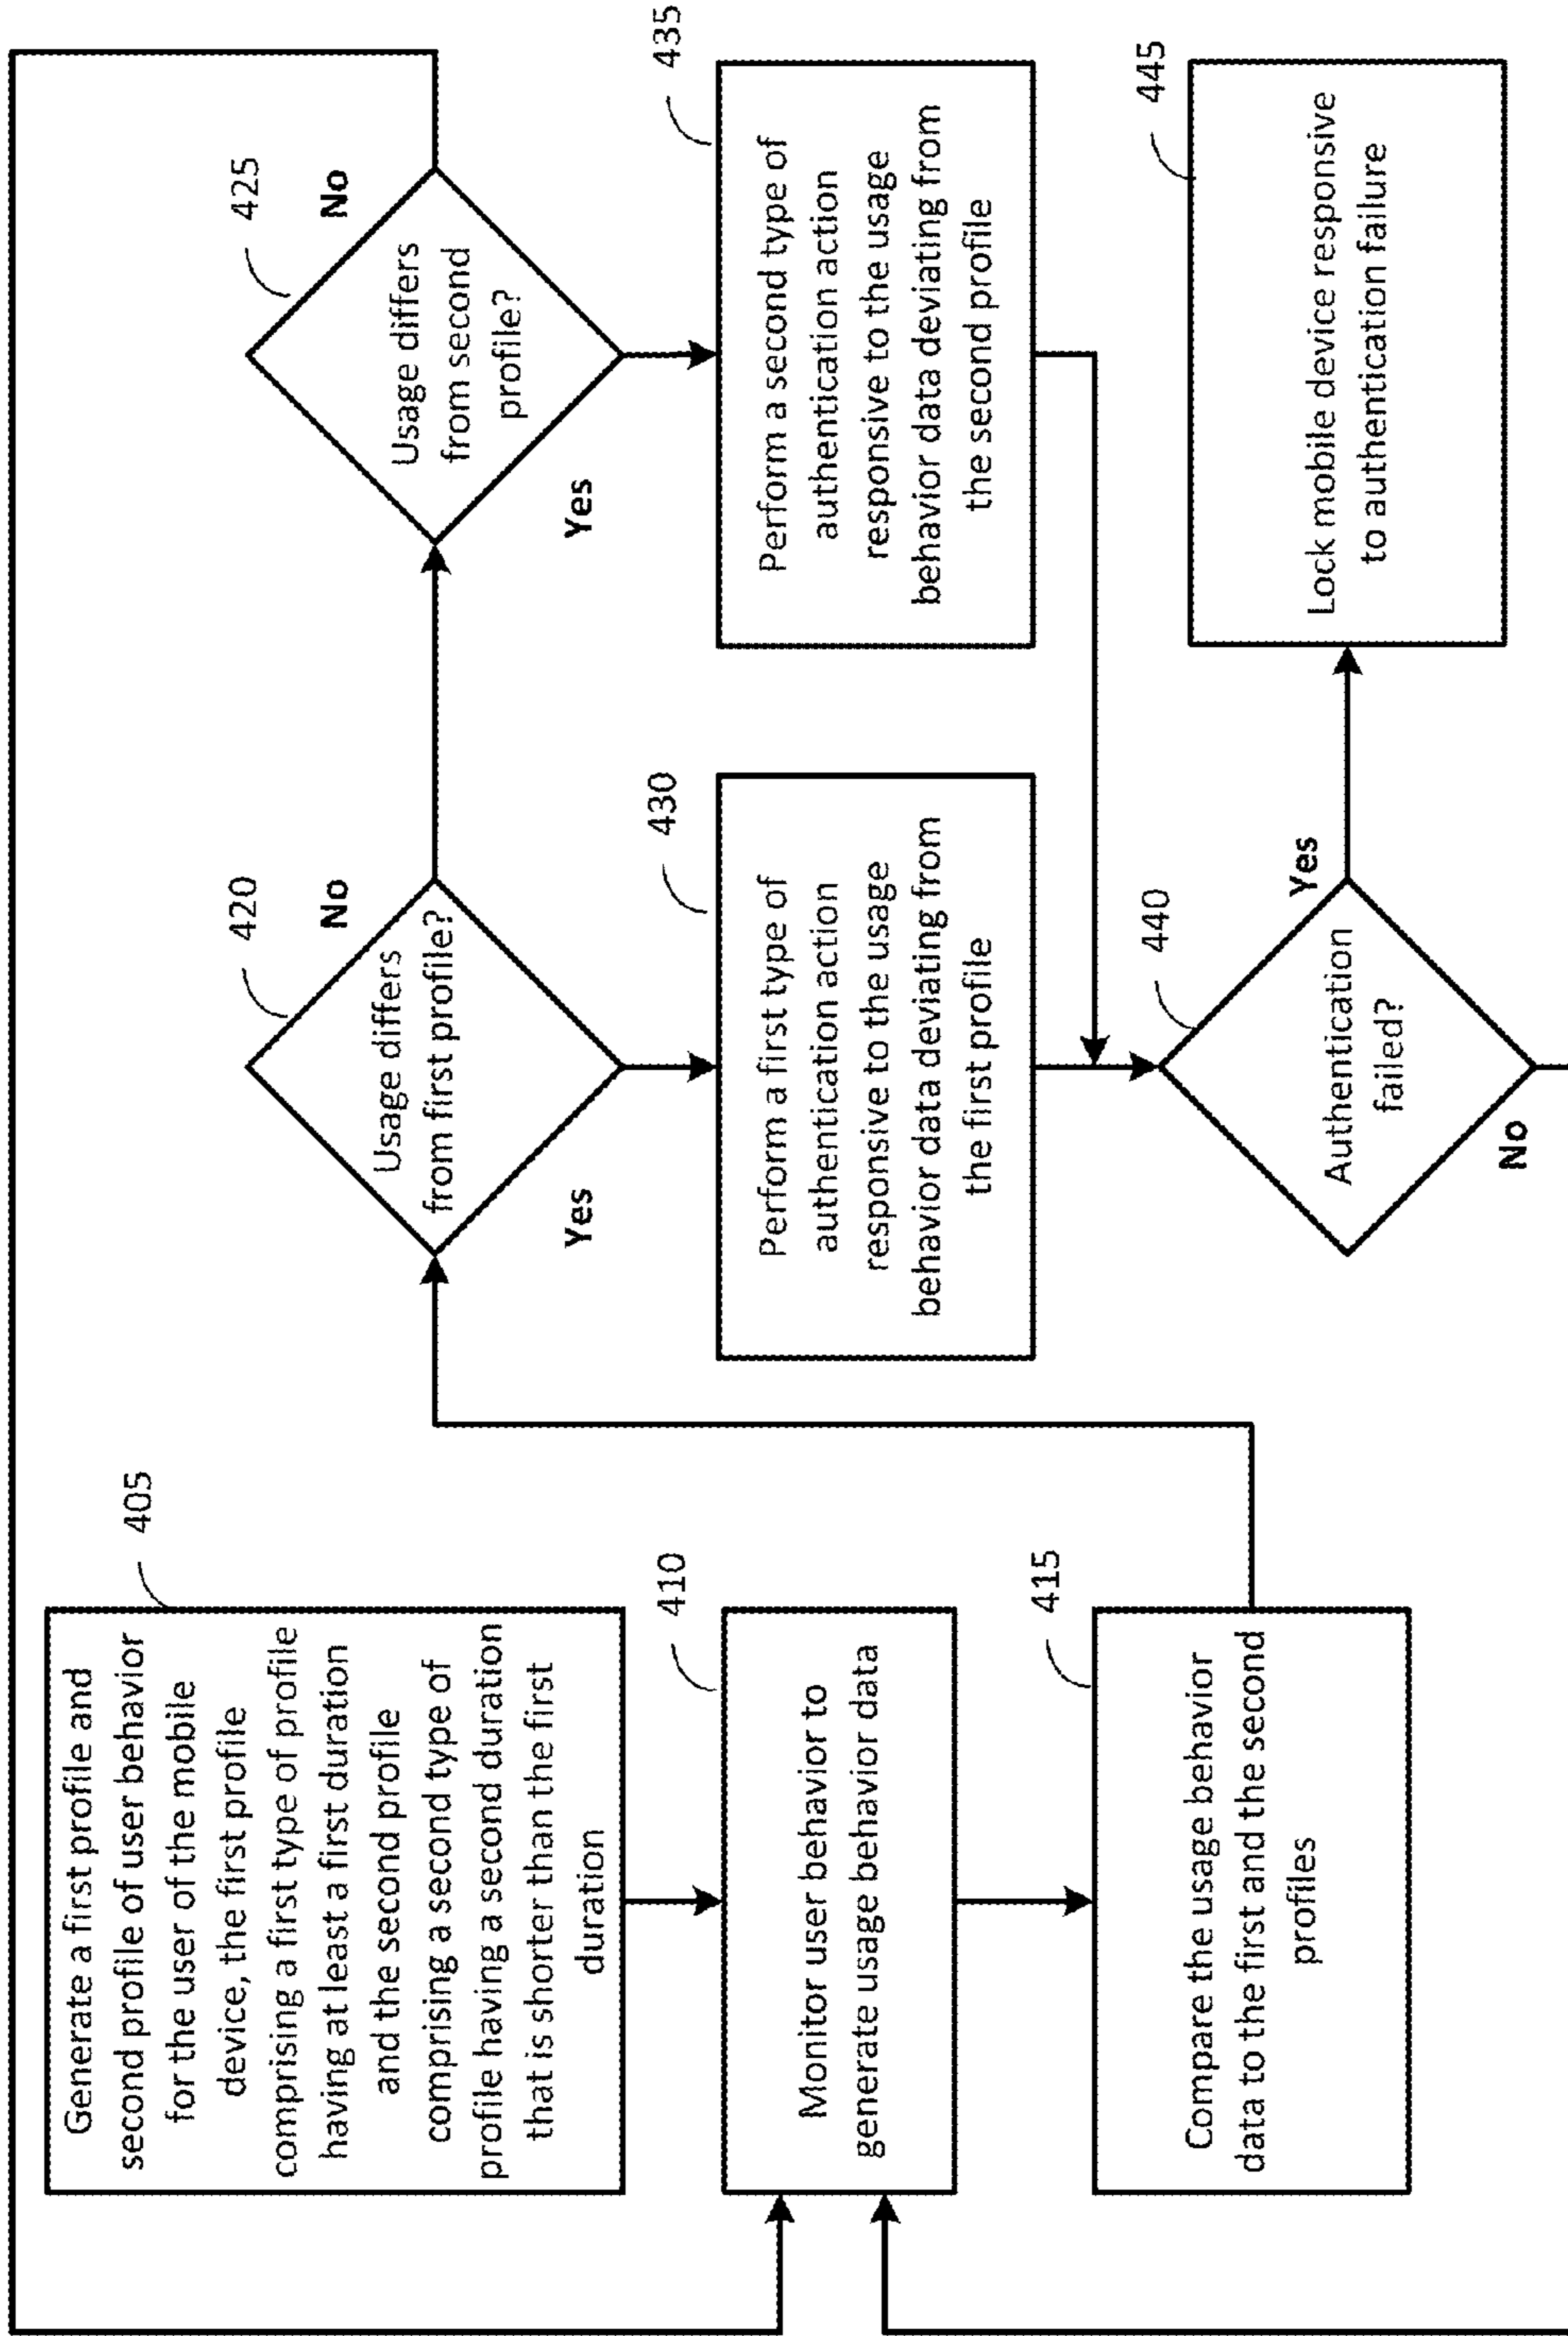 405
Generate a first profile and
second profile of user behavior
for the user of the mobile
device, the first profile
comprising a first type of profile
having at least a first duration
and the second profile
comprising a second type of
profile having a second duration
that is shorter than the first
duration
410
Monitor user behavior to
generate usage behavior data
415
Compare the usage behavior
data to the first and the second
profiles
420
Usage differs
from first profile?
No
Yes
425
Usage differs
from second
profile?
No
Yes
430
Perform a first type of
authentication action
responsive to the usage
behavior data deviating from
the first profile
435
Perform a second type of
authentication action
responsive to the usage
behavior data deviating from
the second profile
440
Authentication
failed?
Yes
No
445
Lock mobile device responsive
to authentication failure